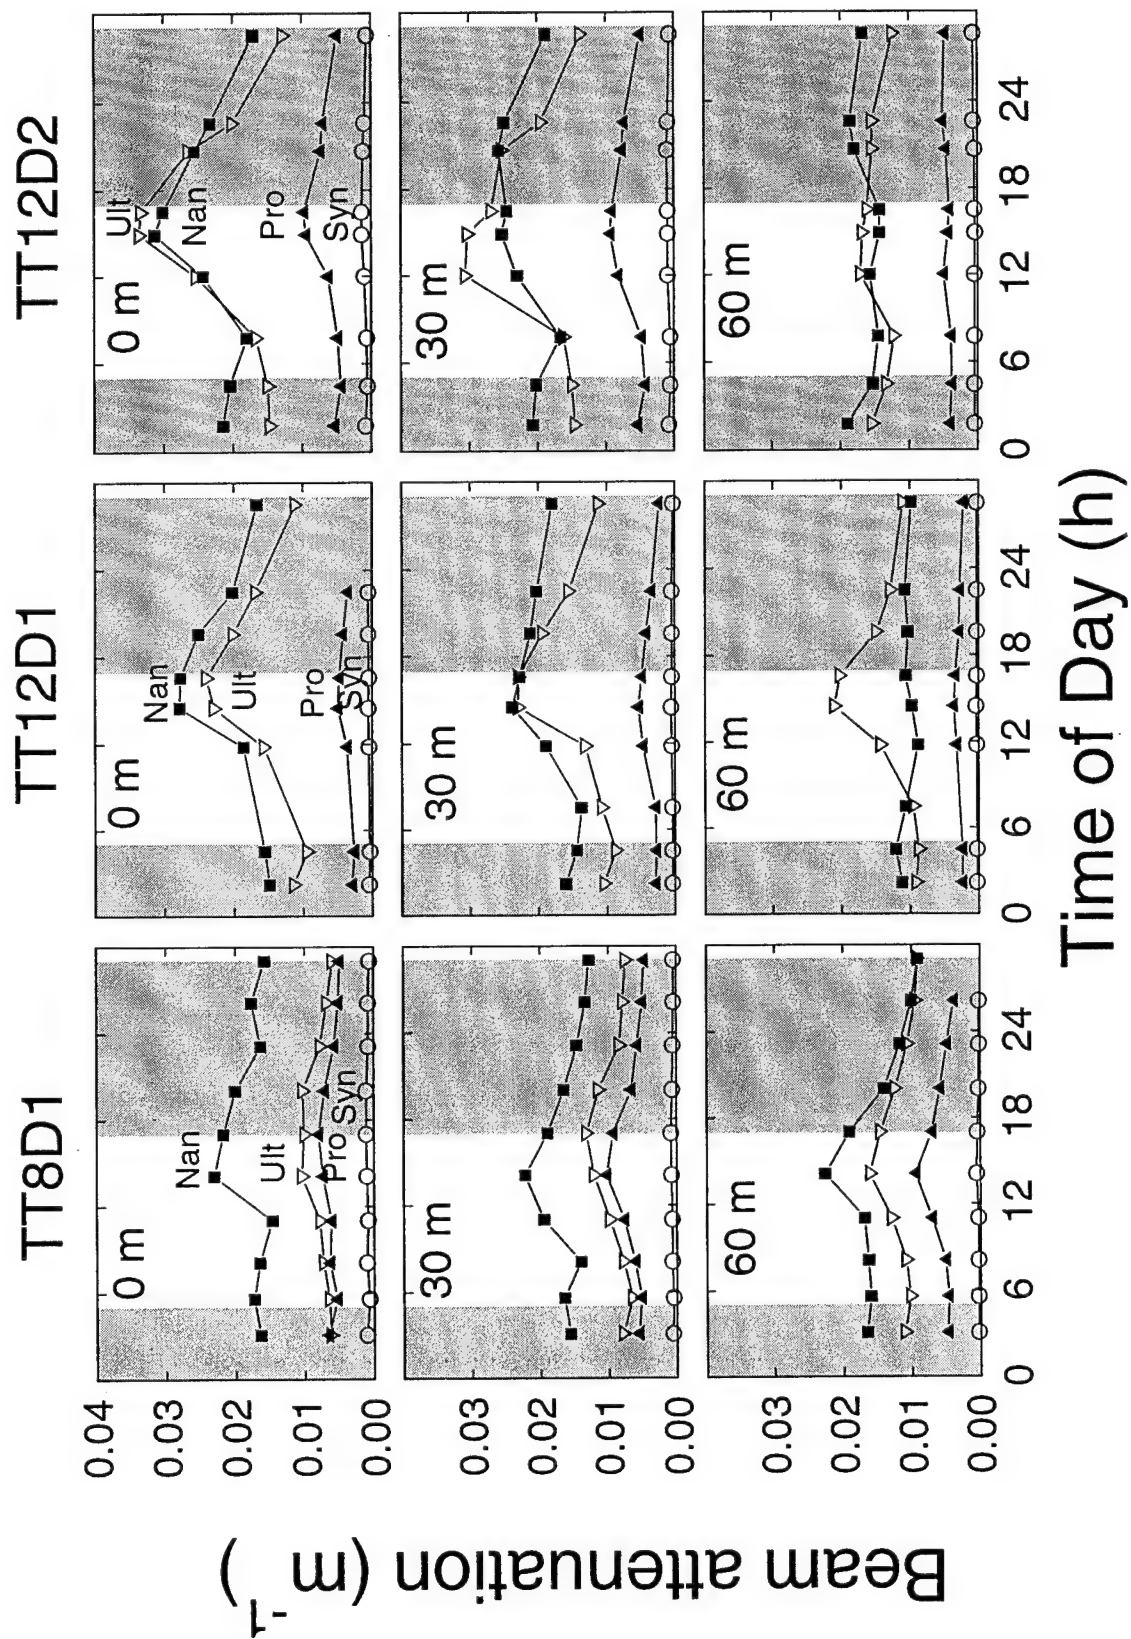 TT8D1 TT12D1 TT12D2
0.04
0.03
0.02
0.01
0.00
0 m
Nan
Ult
Pro
Syn
0 m
Nan
Ult
Pro
Syn
0 m
Ult
Nan
Pro
Syn
0.03
0.02
0.01
0.00
30 m
30 m
30 m
0.03
0.02
0.01
0.00
60 m
60 m
60 m
0 6 12 18 24 0 6 12 18 24 0 6 12 18 24
Time of Day (h)
Beam attenuation (m-1)